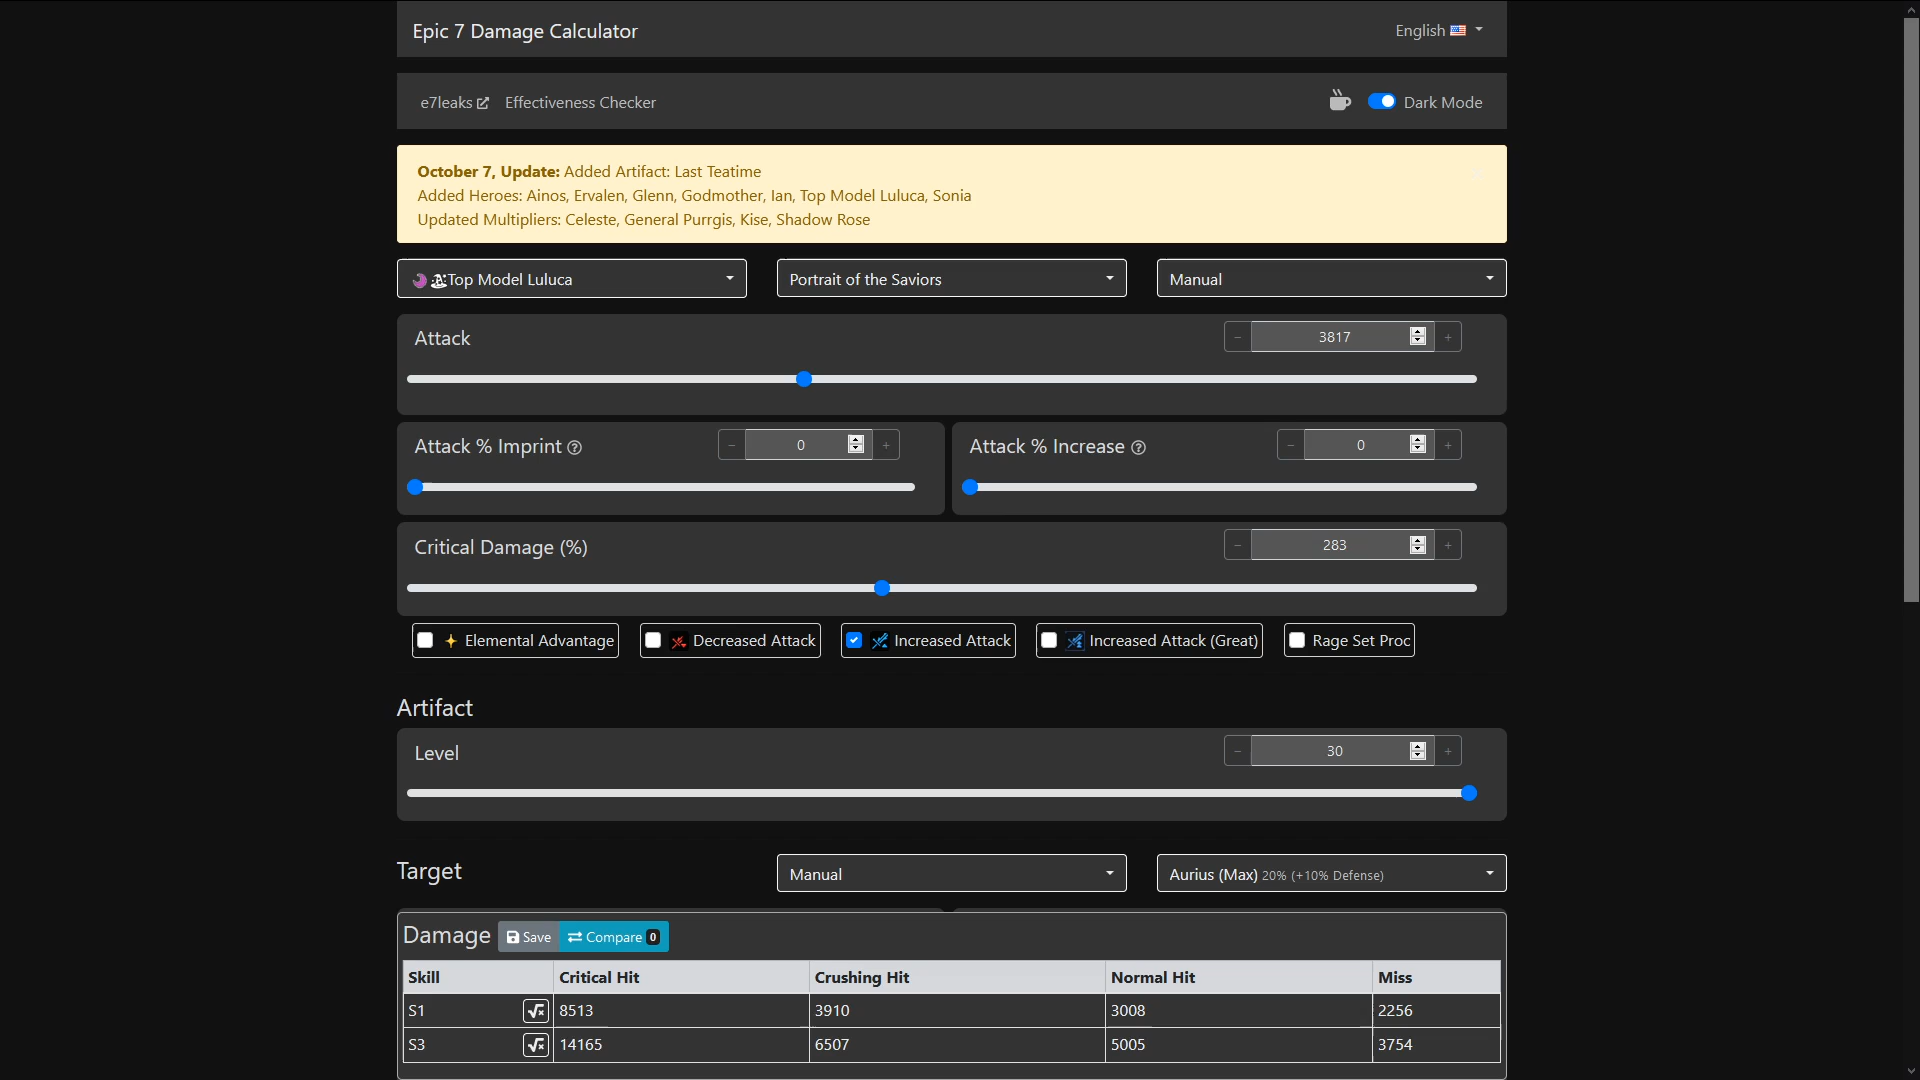 Epic 7 Damage Calculator
English
e7leaks Effectiveness Checker
Dark Mode
October 7, Update: Added Artifact: Last Teatime
Added Heroes: Ainos, Ervalen, Glenn, Godmother, Ian, Top Model Luluca, Sonia
Updated Multipliers: Celeste, General Purrgis, Kise, Shadow Rose
Top Model Luluca
Portrait of the Saviors
Manual
Attack
− 3817 +
Attack % Imprint ?
− 0 +
Attack % Increase ?
− 0 +
Critical Damage (%)
− 283 +
Elemental Advantage
Decreased Attack
Increased Attack
Increased Attack (Great)
Rage Set Proc
Artifact
Level
− 30 +
Target
Manual
Aurius (Max) 20% (+10% Defense)
Damage Save Compare 0
Skill Critical Hit Crushing Hit Normal Hit Miss
S1 √x 8513 3910 3008 2256
S3 √x 14165 6507 5005 3754